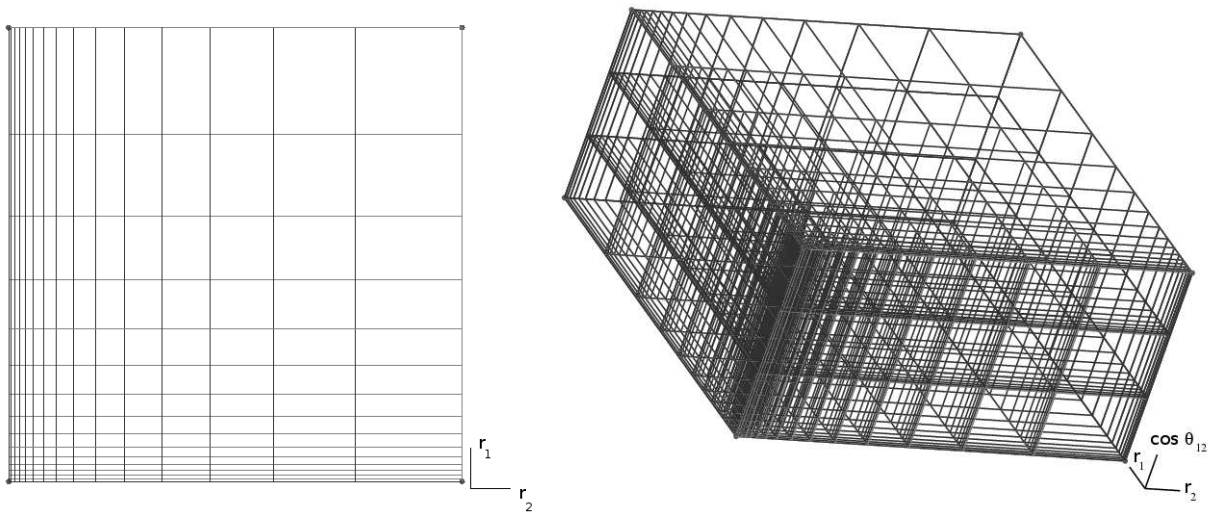 r₁
r₂
cos θ₁₂
r₁
r₂